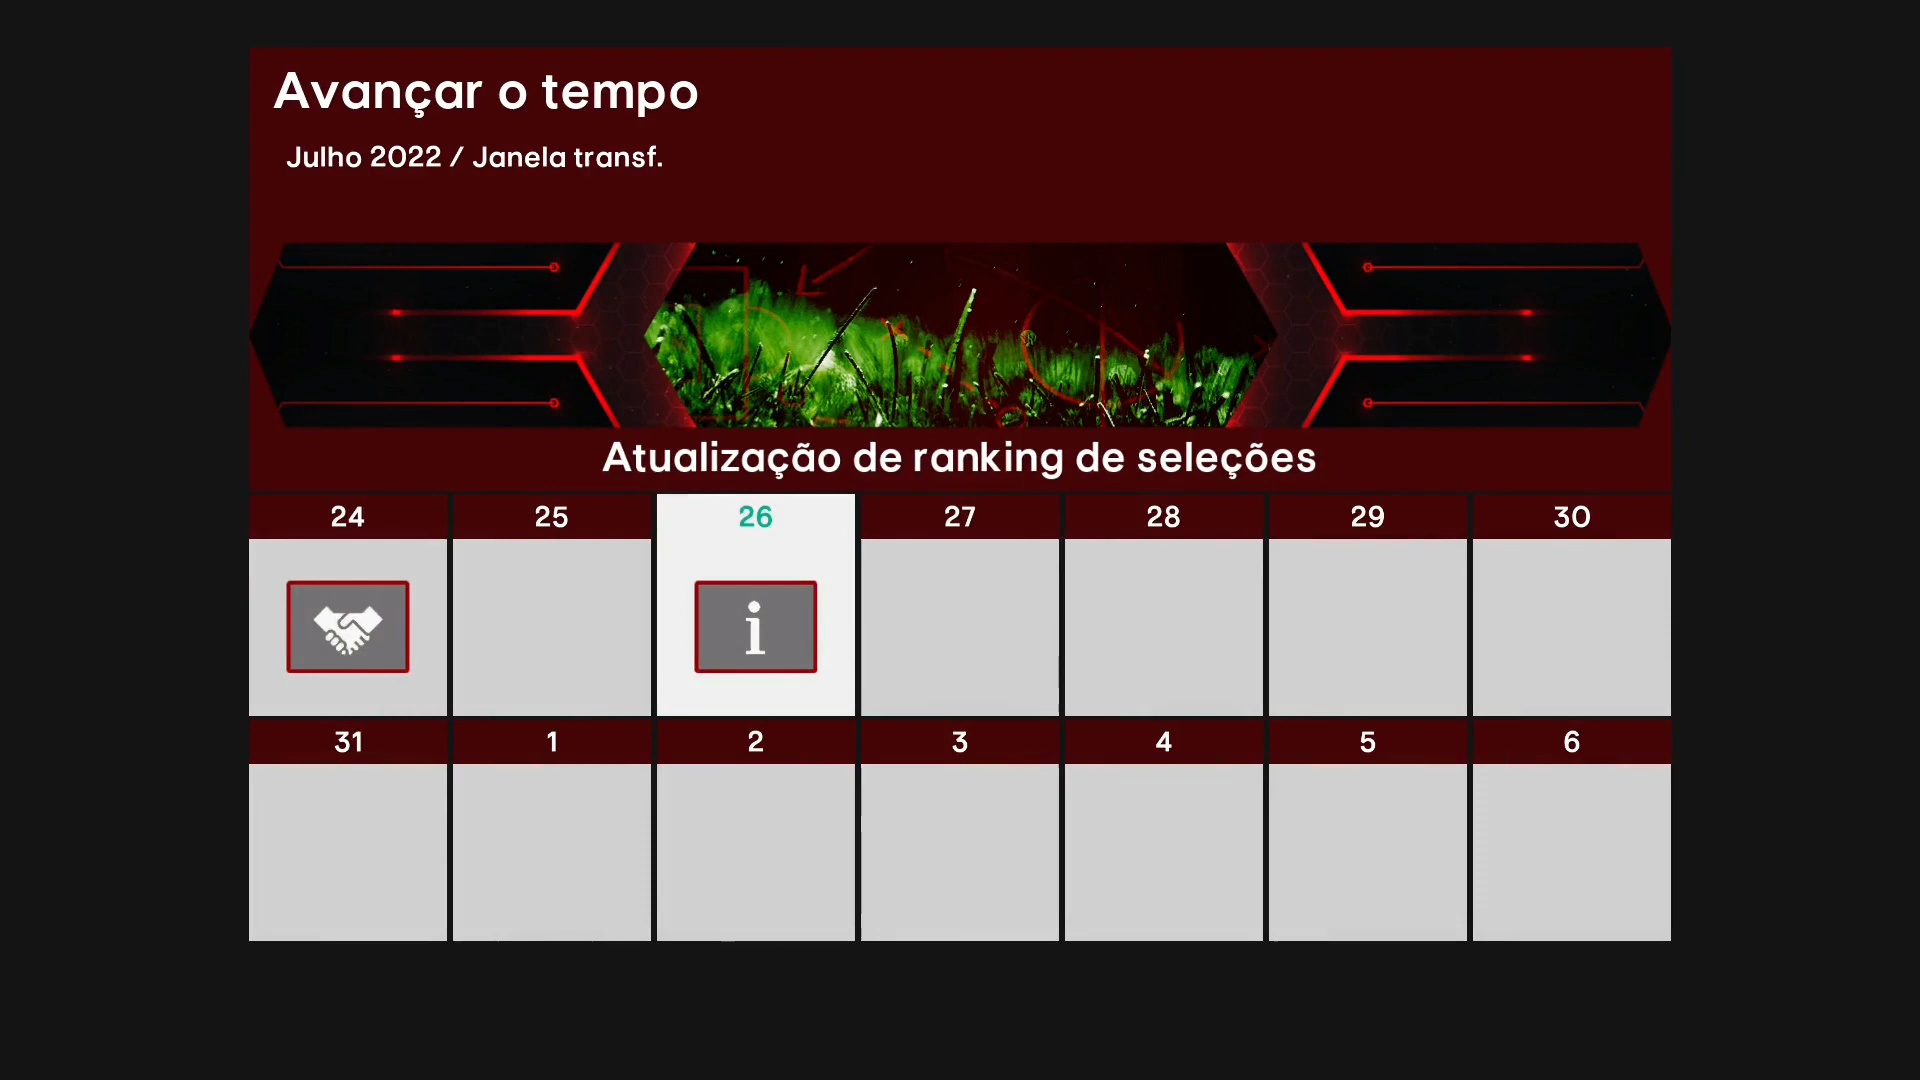 Avançar o tempo
Julho 2022 / Janela transf.
Atualização de ranking de seleções
24 25 26 27 28 29 30
i
31 1 2 3 4 5 6